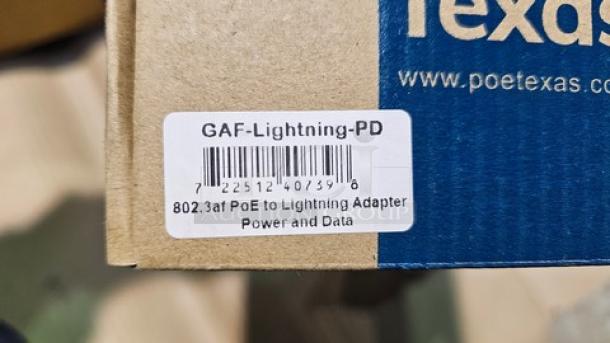 Texas
www.poetexas.co
GAF-Lightning-PD
7 22512 40739 8
802.3af PoE to Lightning Adapter
Power and Data